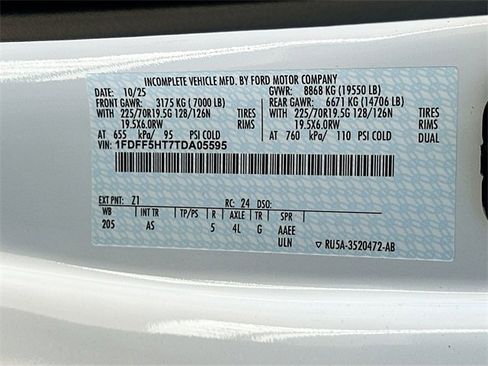 INCOMPLETE VEHICLE MFD. BY FORD MOTOR COMPANY
DATE: 10/25 GVWR: 8868 KG (19550 LB)
FRONT GAWR: 3175 KG ( 7000 LB) REAR GAWR: 6671 KG (14706 LB)
WITH 225/70R19.5G 128/126N TIRES WITH 225/70R19.5G 128/126N TIRES
19.5X6.0RW RIMS 19.5X6.0RW RIMS
AT 655 kPa/ 95 PSI COLD AT 760 kPa/ 110 PSI COLD DUAL
VIN: 1FDFF5HT7TDA05595
EXT PNT: Z1 RC: 24 DSO:
WB INT TR TP/PS R AXLE TR SPR
205 AS 5 4L G AAEE
ULN RU5A-3520472-AB